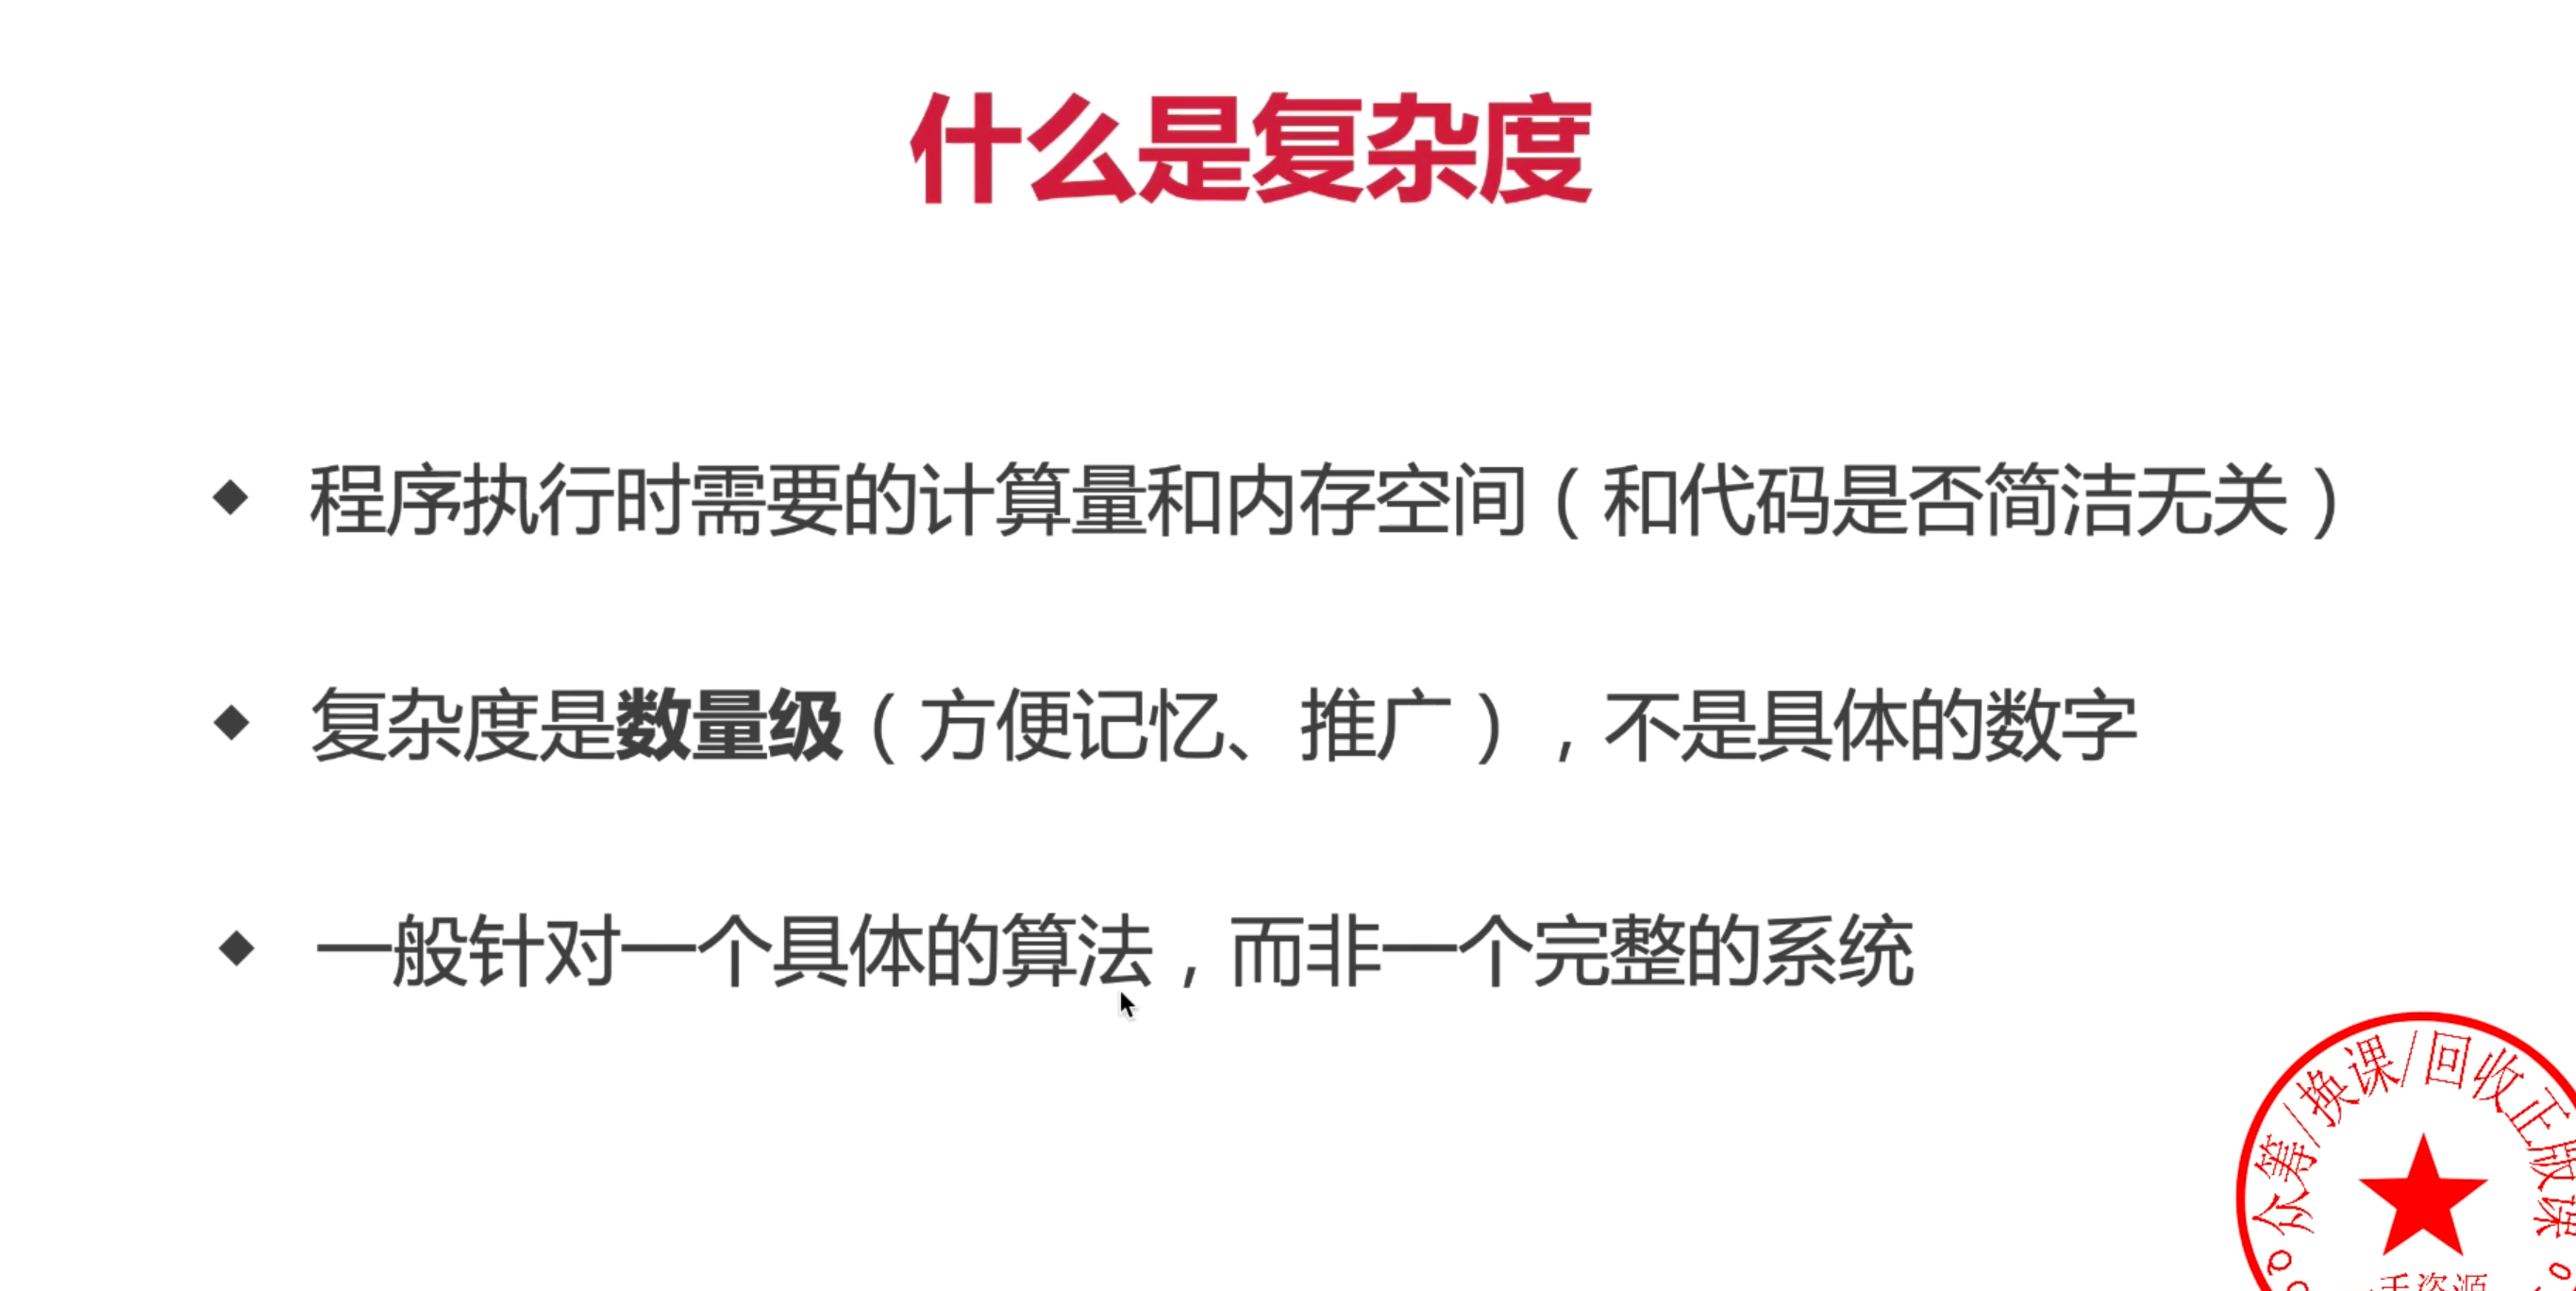 什么是复杂度
程序执行时需要的计算量和内存空间（和代码是否简洁无关）
复杂度是数量级（方便记忆、推广），不是具体的数字
一般针对一个具体的算法，而非一个完整的系统
众筹/换课/回收正版课
手资源